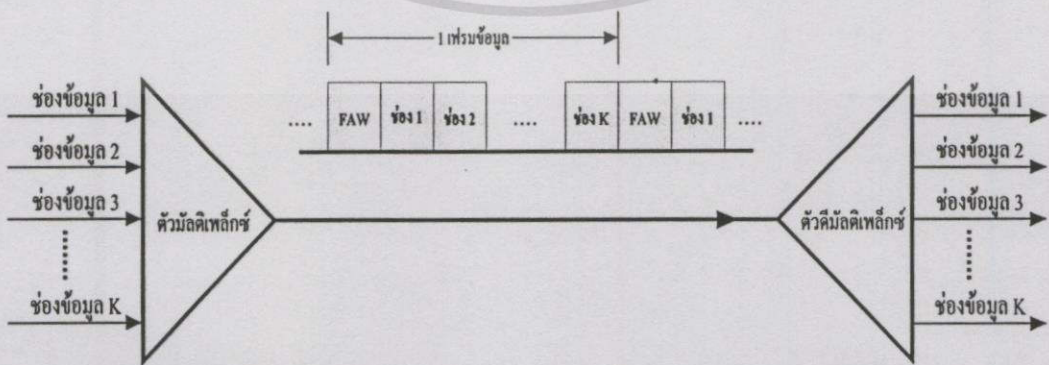 1 เฟรมข้อมูล
.... FAW ช่อง 1 ช่อง 2 .... ช่อง K FAW ช่อง 1 ....
ช่องข้อมูล 1
ช่องข้อมูล 2
ช่องข้อมูล 3
ช่องข้อมูล K
ตัวมัลติเพล็กซ์
ตัวดีมัลติเพล็กซ์
ช่องข้อมูล 1
ช่องข้อมูล 2
ช่องข้อมูล 3
ช่องข้อมูล K